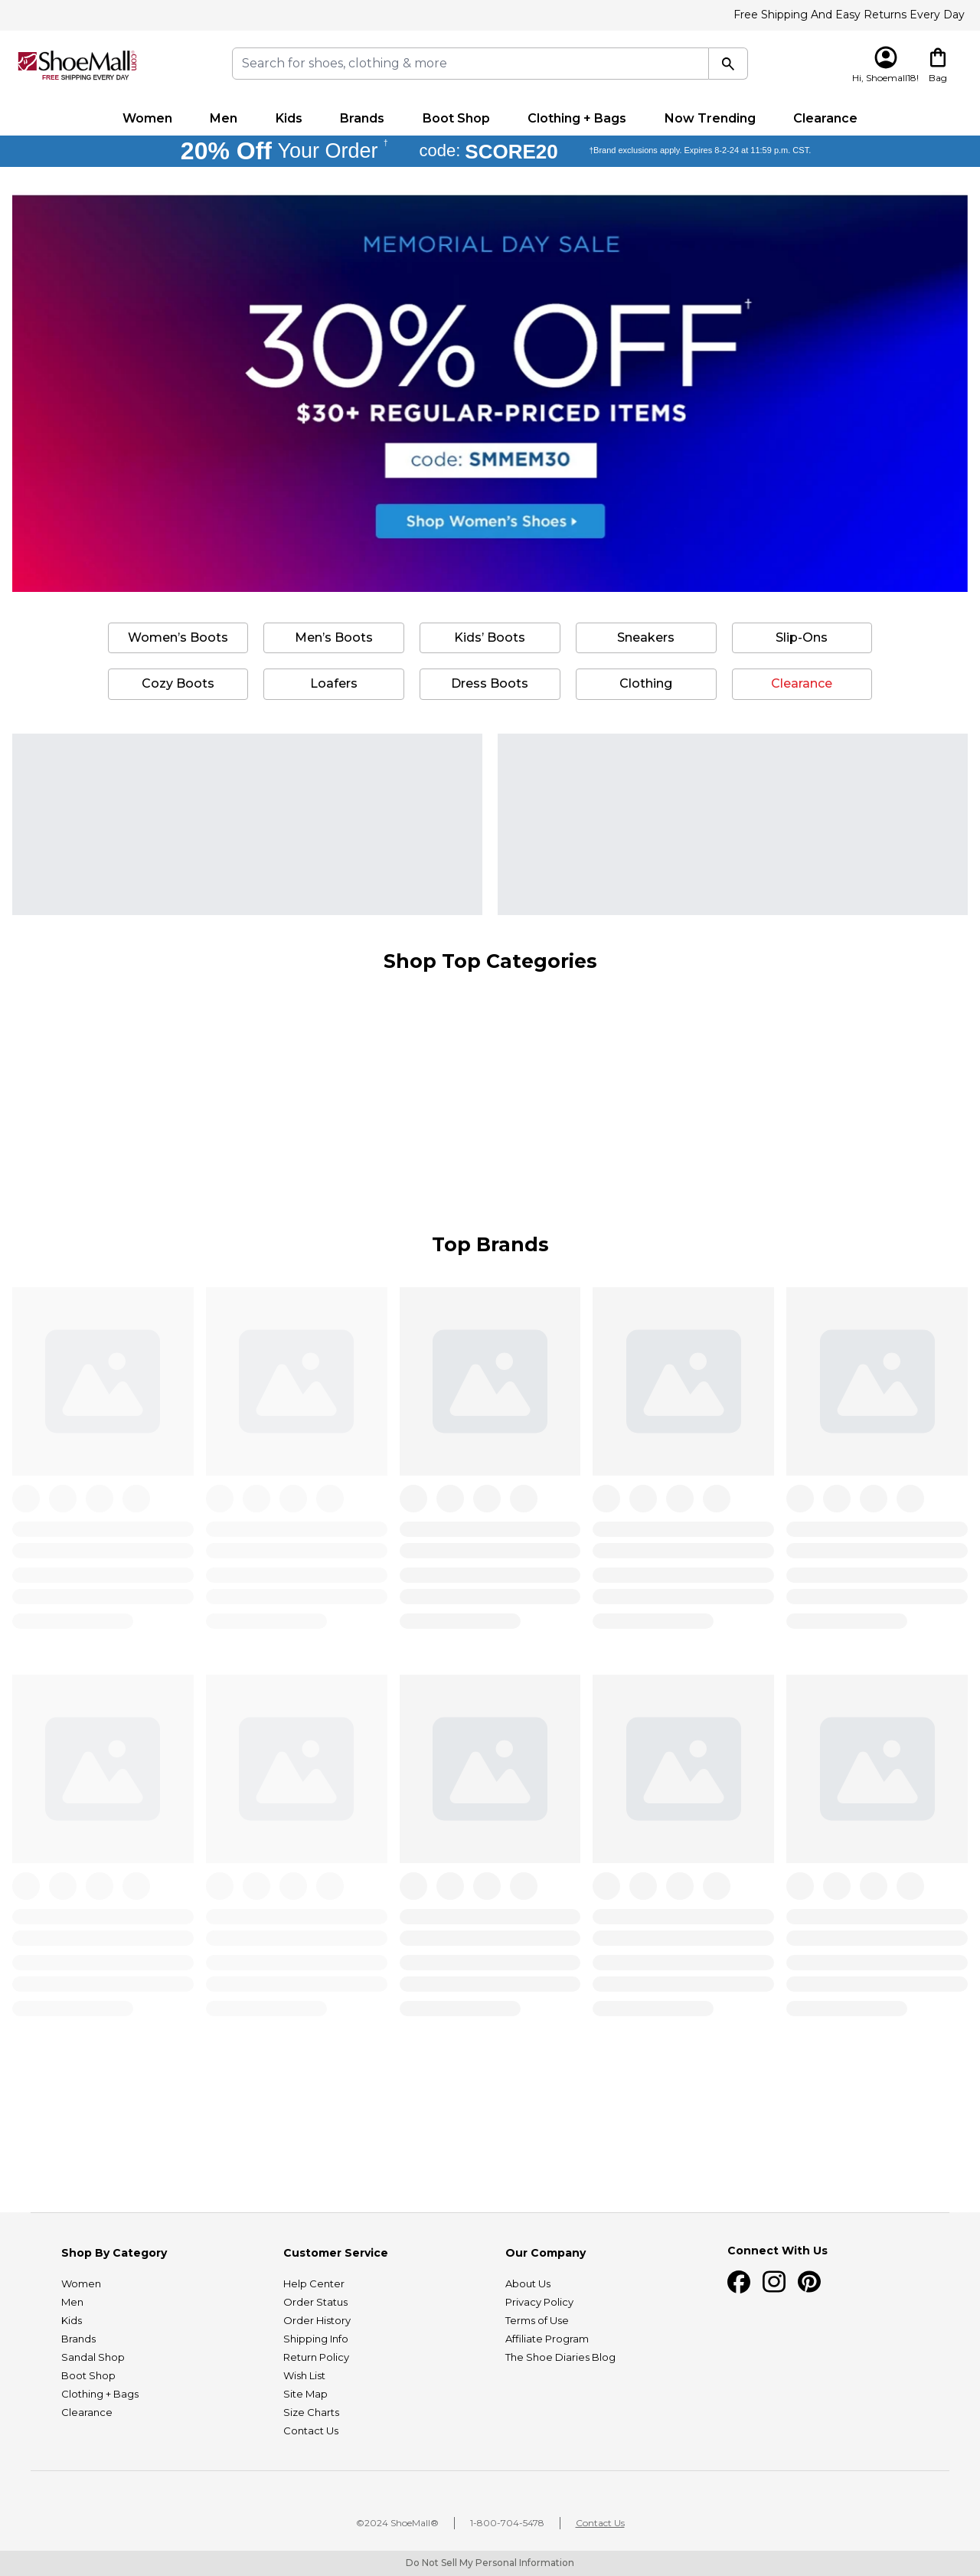 Free Shipping And Easy Returns Every Day
ShoeMall.com
FREE SHIPPING EVERY DAY
Search for shoes, clothing & more
Hi, Shoemall18!
Bag
Women Men Kids Brands Boot Shop Clothing + Bags Now Trending Clearance
20% Off Your Order † code: SCORE20 †Brand exclusions apply. Expires 8-2-24 at 11:59 p.m. CST.
MEMORIAL DAY SALE
30% OFF†
$30+ REGULAR-PRICED ITEMS
code: SMMEM30
Shop Women's Shoes
Women's Boots Men's Boots Kids' Boots Sneakers Slip-Ons
Cozy Boots Loafers Dress Boots Clothing Clearance
Shop Top Categories
Top Brands
Shop By Category
Women
Men
Kids
Brands
Sandal Shop
Boot Shop
Clothing + Bags
Clearance
Customer Service
Help Center
Order Status
Order History
Shipping Info
Return Policy
Wish List
Site Map
Size Charts
Contact Us
Our Company
About Us
Privacy Policy
Terms of Use
Affiliate Program
The Shoe Diaries Blog
Connect With Us
©2024 ShoeMall® 1-800-704-5478 Contact Us
Do Not Sell My Personal Information